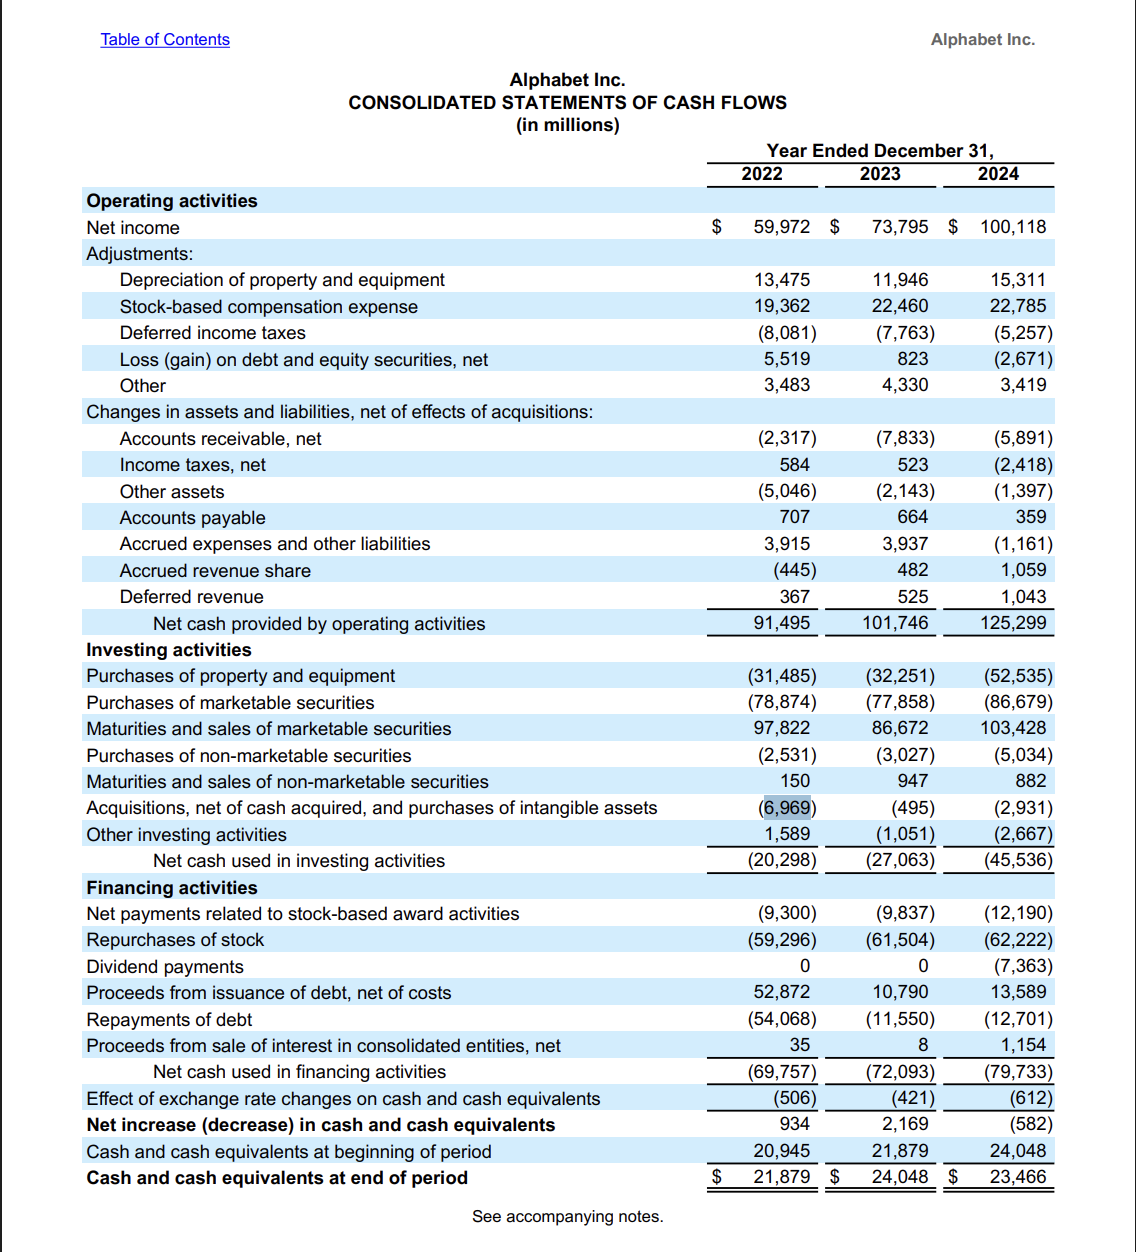 Table of Contents Alphabet Inc.
Alphabet Inc.
CONSOLIDATED STATEMENTS OF CASH FLOWS
(in millions)
Year Ended December 31,
2022 2023 2024
Operating activities
Net income $ 59,972 $ 73,795 $ 100,118
Adjustments:
Depreciation of property and equipment 13,475 11,946 15,311
Stock-based compensation expense 19,362 22,460 22,785
Deferred income taxes (8,081) (7,763) (5,257)
Loss (gain) on debt and equity securities, net 5,519 823 (2,671)
Other 3,483 4,330 3,419
Changes in assets and liabilities, net of effects of acquisitions:
Accounts receivable, net (2,317) (7,833) (5,891)
Income taxes, net 584 523 (2,418)
Other assets (5,046) (2,143) (1,397)
Accounts payable 707 664 359
Accrued expenses and other liabilities 3,915 3,937 (1,161)
Accrued revenue share (445) 482 1,059
Deferred revenue 367 525 1,043
Net cash provided by operating activities 91,495 101,746 125,299
Investing activities
Purchases of property and equipment (31,485) (32,251) (52,535)
Purchases of marketable securities (78,874) (77,858) (86,679)
Maturities and sales of marketable securities 97,822 86,672 103,428
Purchases of non-marketable securities (2,531) (3,027) (5,034)
Maturities and sales of non-marketable securities 150 947 882
Acquisitions, net of cash acquired, and purchases of intangible assets (6,969) (495) (2,931)
Other investing activities 1,589 (1,051) (2,667)
Net cash used in investing activities (20,298) (27,063) (45,536)
Financing activities
Net payments related to stock-based award activities (9,300) (9,837) (12,190)
Repurchases of stock (59,296) (61,504) (62,222)
Dividend payments 0 0 (7,363)
Proceeds from issuance of debt, net of costs 52,872 10,790 13,589
Repayments of debt (54,068) (11,550) (12,701)
Proceeds from sale of interest in consolidated entities, net 35 8 1,154
Net cash used in financing activities (69,757) (72,093) (79,733)
Effect of exchange rate changes on cash and cash equivalents (506) (421) (612)
Net increase (decrease) in cash and cash equivalents 934 2,169 (582)
Cash and cash equivalents at beginning of period 20,945 21,879 24,048
Cash and cash equivalents at end of period $ 21,879 $ 24,048 $ 23,466
See accompanying notes.